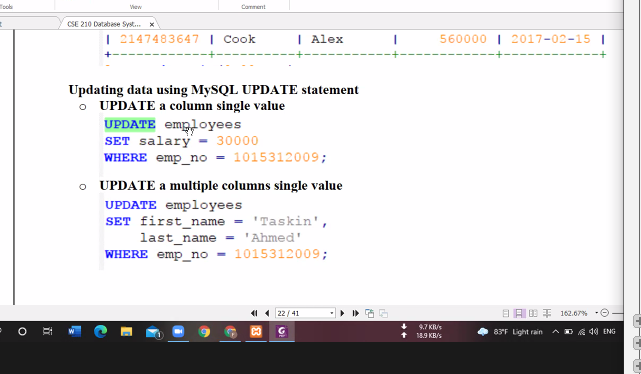 Tools View Comment
CSE 210 Database Syst... ×
| 2147483647 | Cook | Alex | 560000 | 2017-02-15 |
+------------+------------+------------+------------+------------+
Updating data using MySQL UPDATE statement
○ UPDATE a column single value
UPDATE employees
SET salary = 30000
WHERE emp_no = 1015312009;
○ UPDATE a multiple columns single value
UPDATE employees
SET first_name = 'Taskin',
last_name = 'Ahmed'
WHERE emp_no = 1015312009;
22 / 41 162.67%
9.7 KB/s
18.9 KB/s
83°F Light rain ENG